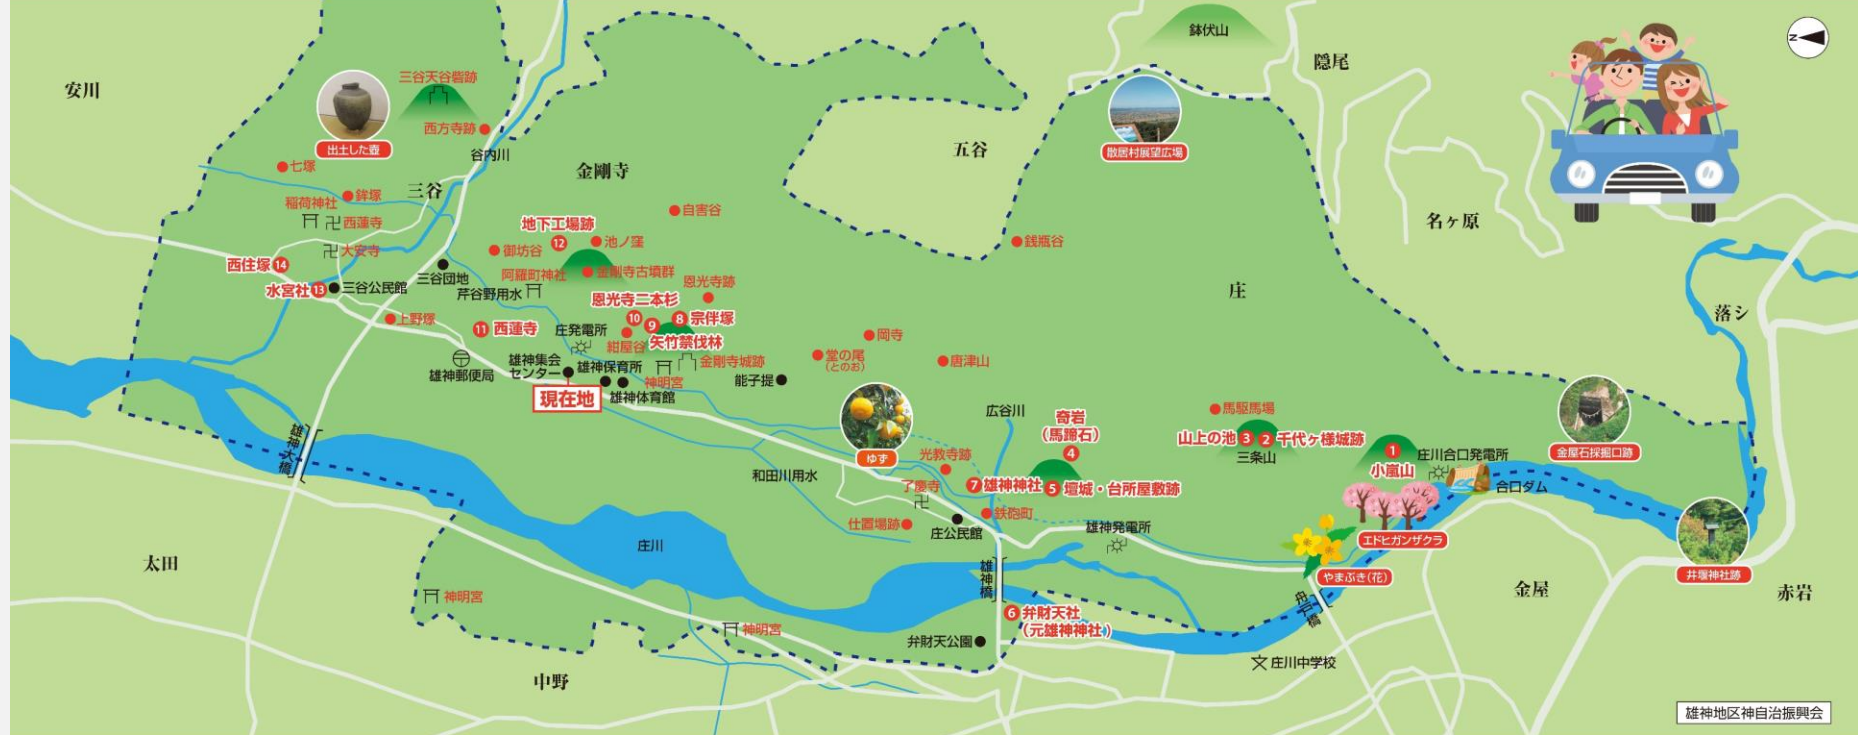 鉢伏山
N
隠尾
安川
三谷天谷砦跡
出土した壺
西方寺跡
谷内川
五谷
散居村展望広場
金剛寺
七塚
三谷
鉾塚
稲荷神社
西蓮寺
大安寺
自害谷
名ヶ原
地下工場跡
12
池ノ窪
御坊谷
銭瓶谷
西住塚 14
三谷団地
阿羅町神社
金剛寺古墳群
水宮社 13
三谷公民館
芹谷野用水
恩光寺跡
庄
恩光寺二本杉
落シ
上野塚
11 西蓮寺
庄発電所
10
9
8 宗伴塚
紺屋谷
矢竹禁伐林
岡寺
雄神郵便局
雄神集会
センター
雄神保育所
金剛寺城跡
堂の尾
(とのお)
唐津山
神明宮
能子提
現在地
雄神体育館
ゆず
広谷川
奇岩
(馬蹄石)
4
馬駆馬場
山上の池 3
2 千代ヶ様城跡
三条山
1
小嵐山
庄川合口発電所
金屋石採掘口跡
雄神大橋
和田川用水
光教寺跡
7 雄神神社
5 壇城・台所屋敷跡
合口ダム
了慶寺
鉄砲町
仕置場跡
庄公民館
雄神発電所
エドヒガンザクラ
庄川
太田
雄神橋
やまぶき(花)
井堰神社跡
金屋
赤岩
舟戸橋
神明宮
6 弁財天社
(元雄神神社)
神明宮
弁財天公園
庄川中学校
中野
雄神地区神自治振興会